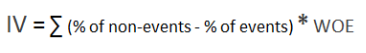 IV = ∑ (% of non-events - % of events) * WOE